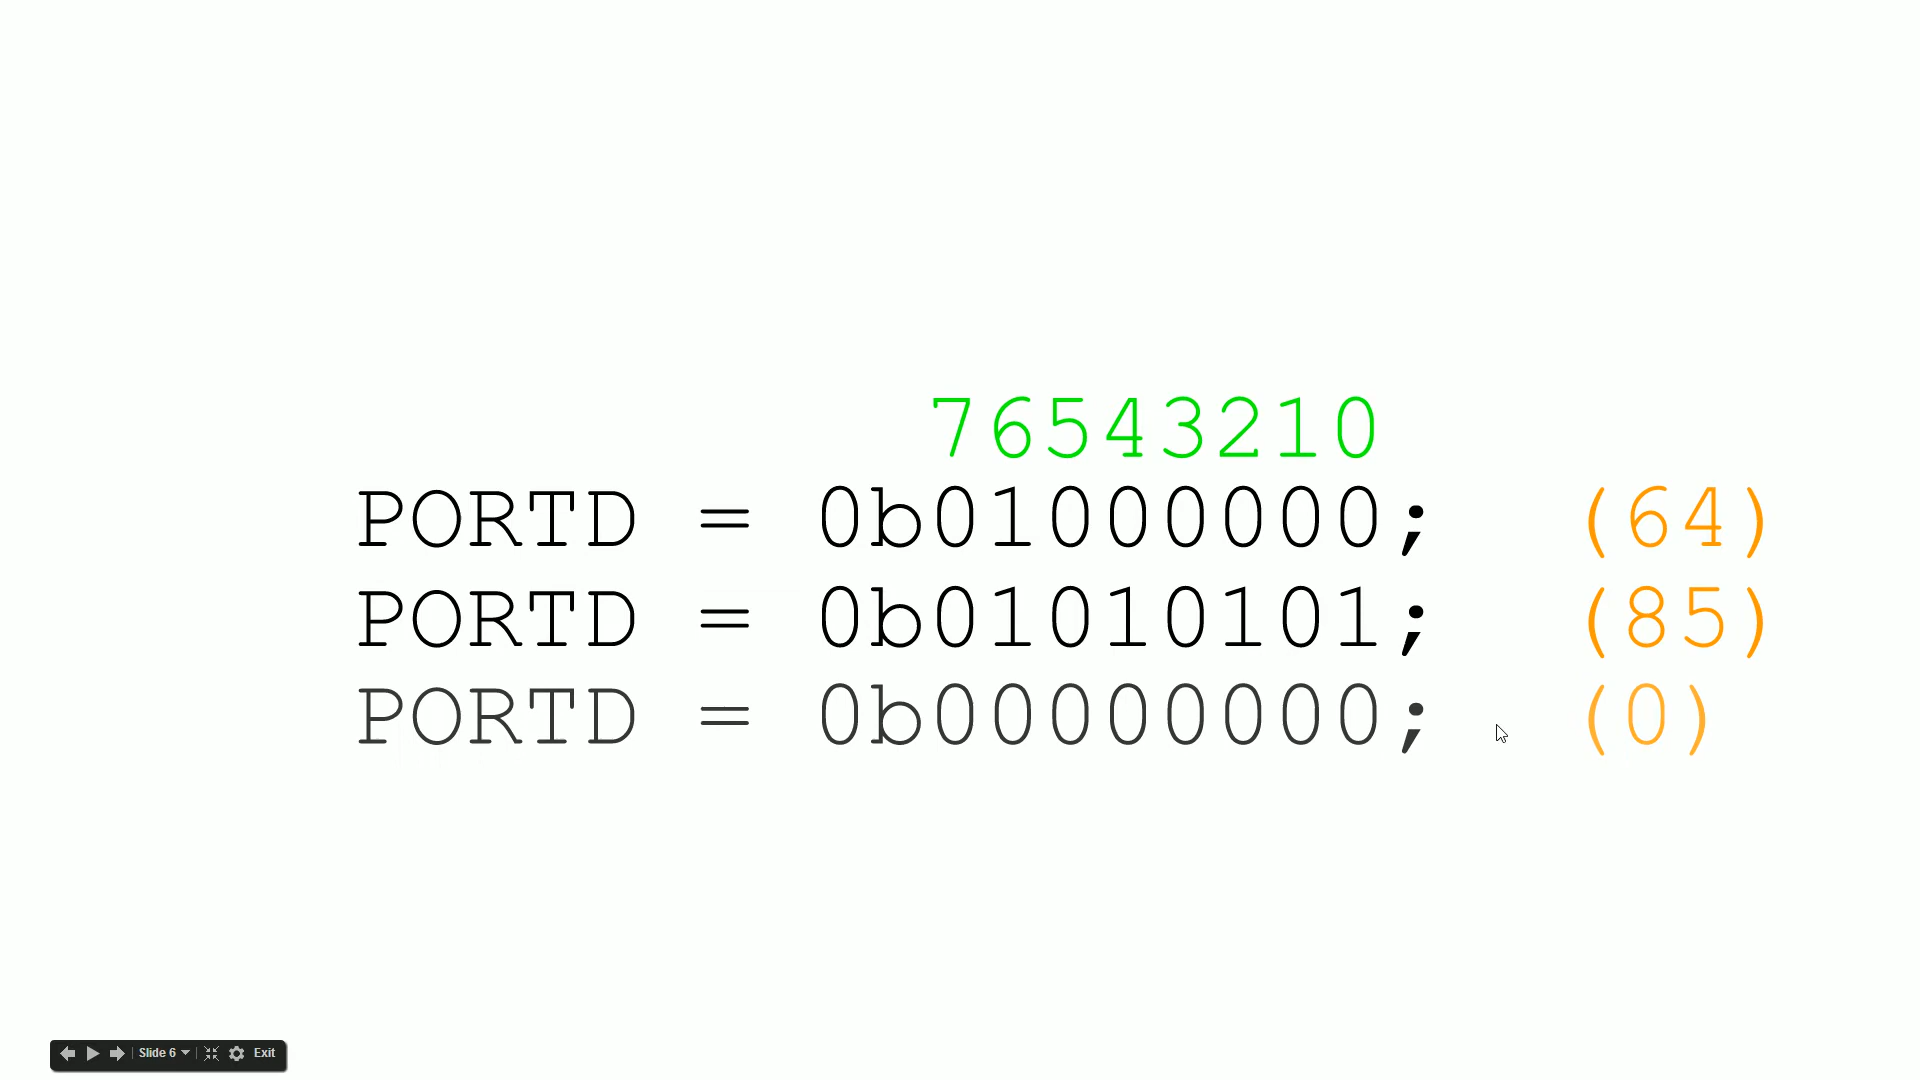 76543210
PORTD = 0b01000000; (64)
PORTD = 0b01010101; (85)
PORTD = 0b00000000; (0)
Slide 6 Exit